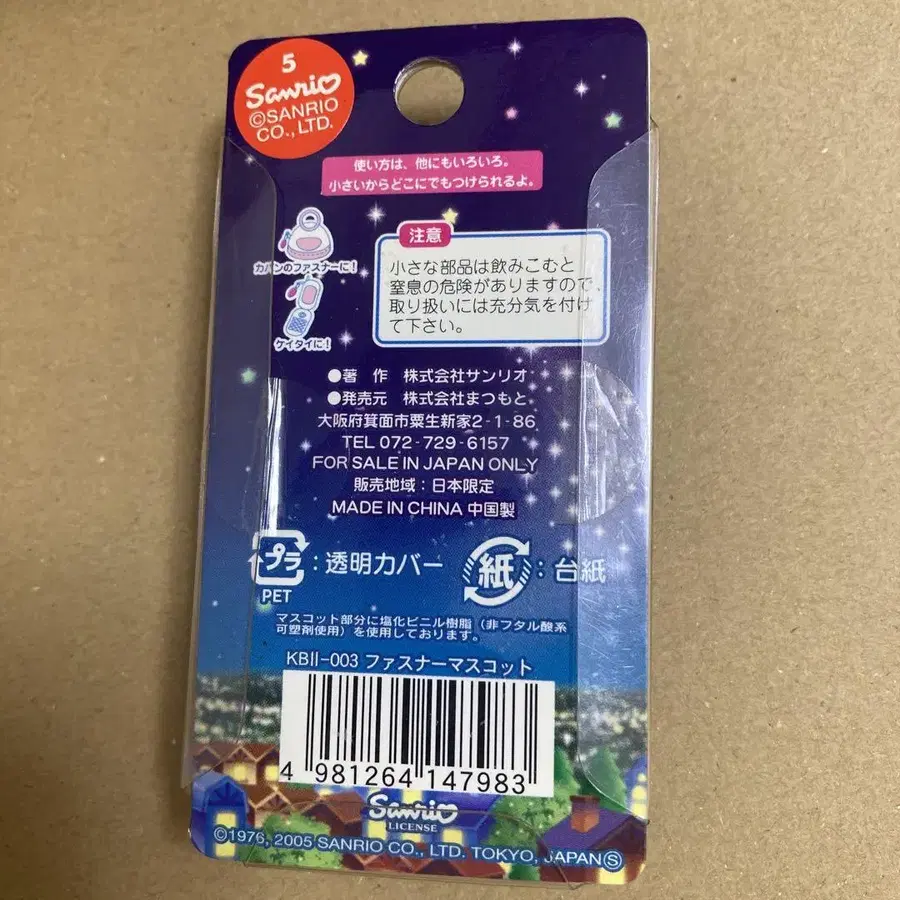 5
Sanrio
©SANRIO
CO., LTD.
使い方は、他にもいろいろ。
小さいからどこにでもつけられるよ。
カバンのファスナーに!
ケイタイに!
注意
小さな部品は飲みこむと
窒息の危険がありますので、
取り扱いには充分気を付け
て下さい。
●著 作 株式会社サンリオ
●発売元 株式会社まつもと
大阪府箕面市粟生新家2-1-86
TEL 072-729-6157
FOR SALE IN JAPAN ONLY
販売地域:日本限定
MADE IN CHINA 中国製
プラ:透明カバー
PET
紙:台紙
マスコット部分に塩化ビニル樹脂(非フタル酸系
可塑剤使用)を使用しております。
KBII-003 ファスナーマスコット
4 981264 147983
Sanrio
LICENSE
©1976, 2005 SANRIO CO., LTD. TOKYO, JAPAN Ⓢ